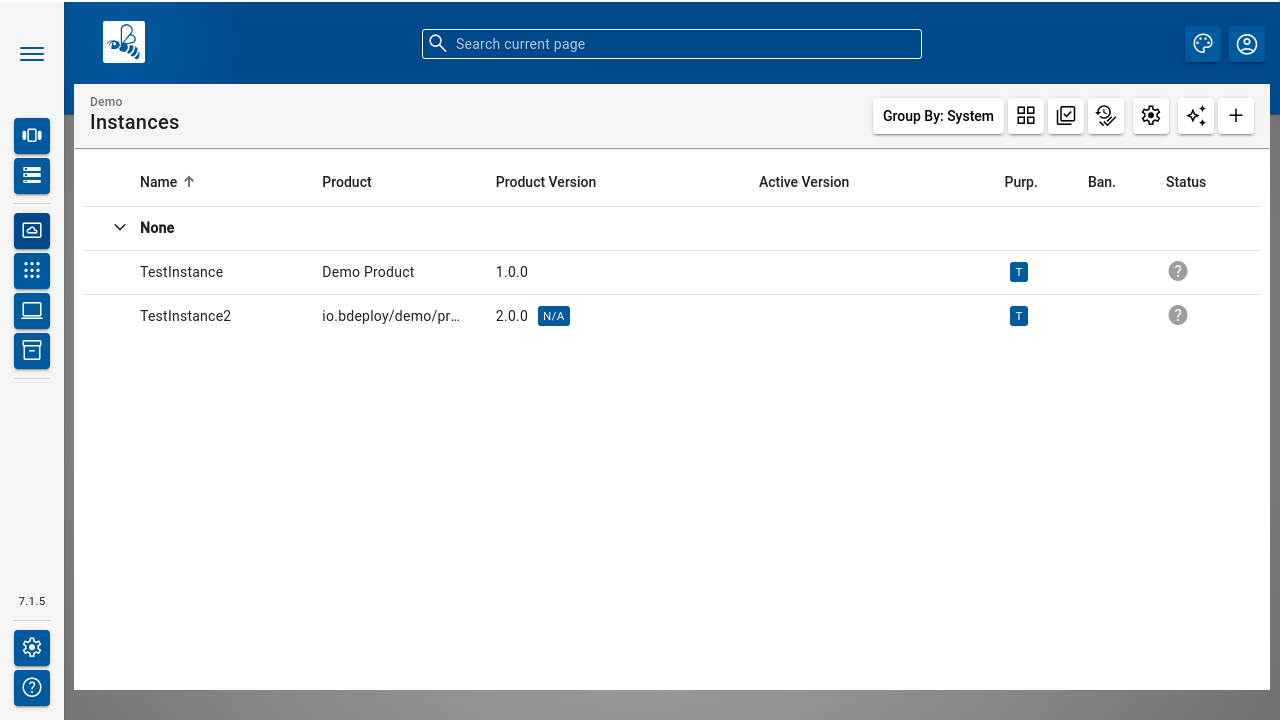 Search current page
Demo
Instances
Group By: System
Name Product Product Version Active Version Purp. Ban. Status
None
TestInstance Demo Product 1.0.0 T ?
TestInstance2 io.bdeploy/demo/pr… 2.0.0 N/A T ?
7.1.5